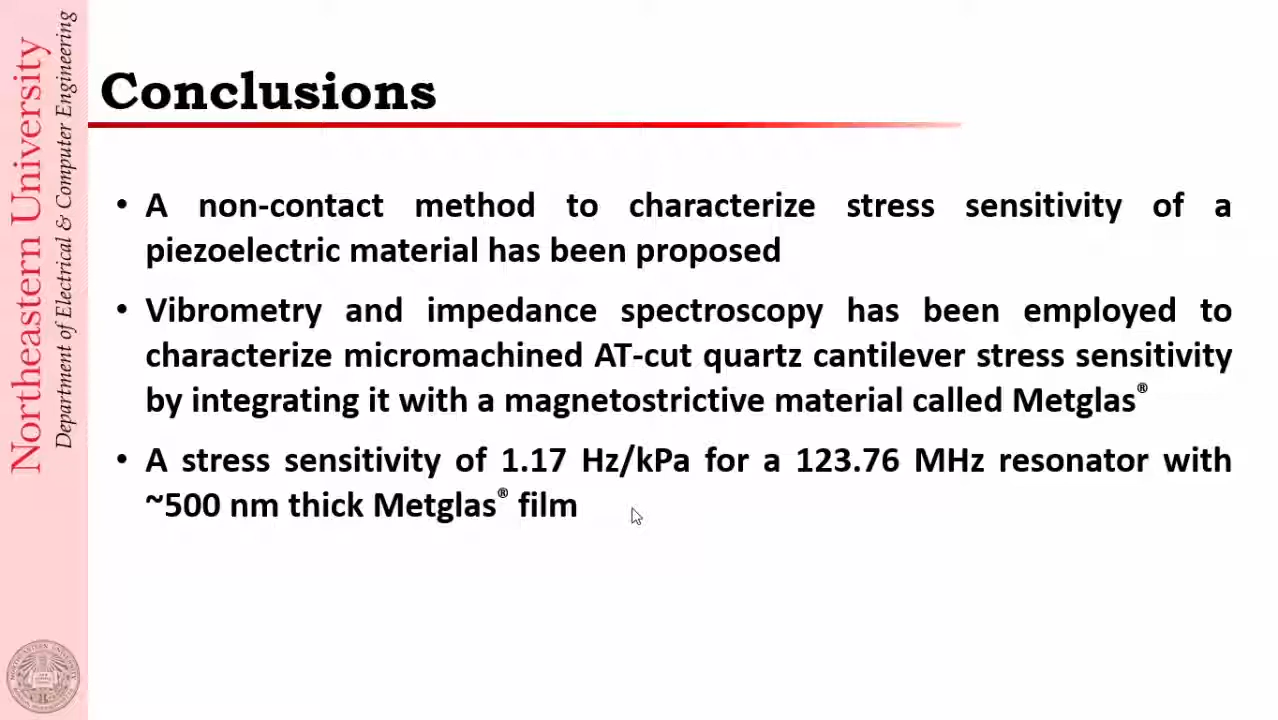 Northeastern University
Department of Electrical & Computer Engineering
Conclusions
• A non-contact method to characterize stress sensitivity of a
piezoelectric material has been proposed
• Vibrometry and impedance spectroscopy has been employed to
characterize micromachined AT-cut quartz cantilever stress sensitivity
by integrating it with a magnetostrictive material called Metglas®
• A stress sensitivity of 1.17 Hz/kPa for a 123.76 MHz resonator with
~500 nm thick Metglas® film